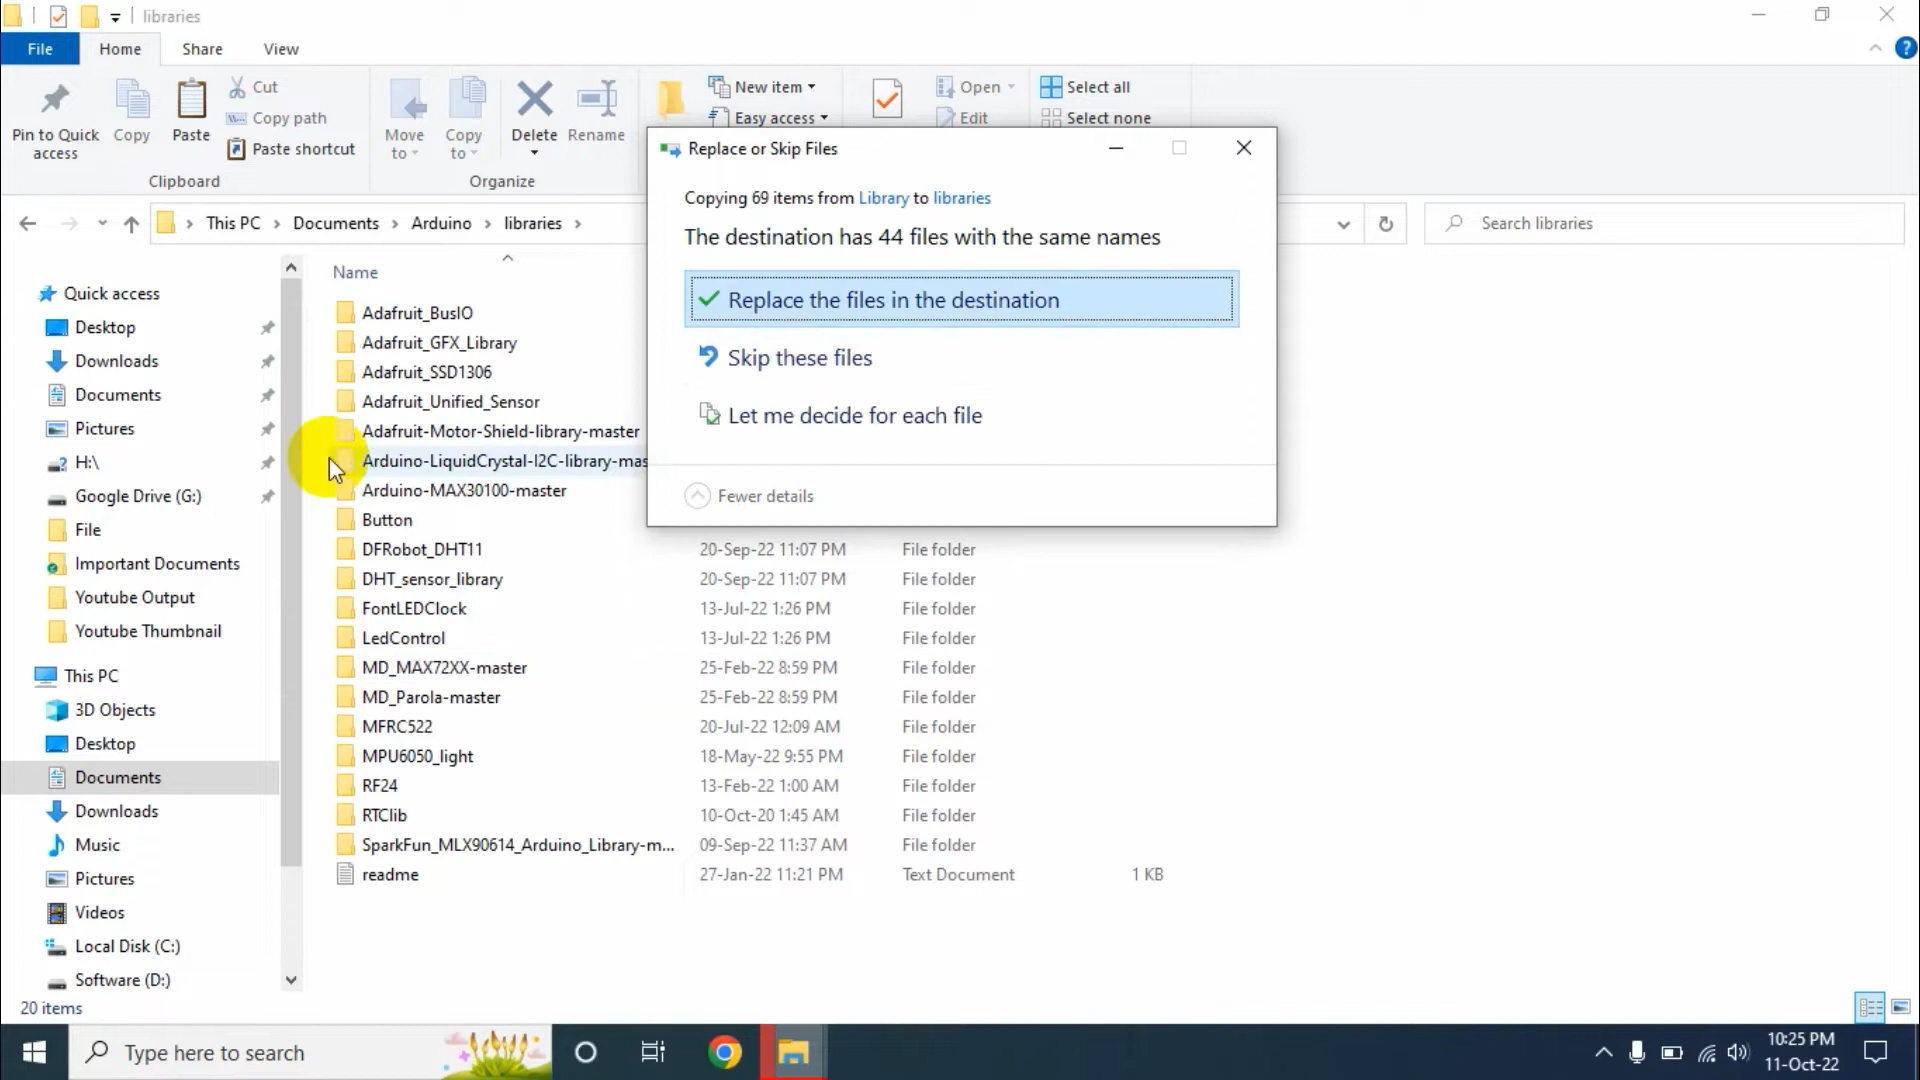 libraries
File
Home
Share
View
Pin to Quick
access
Copy
Paste
Cut
Copy path
Paste shortcut
Clipboard
Move
to
Copy
to
Delete
Rename
Organize
New item
Easy access
Open
Edit
Select all
Select none
This PC
Documents
Arduino
libraries
Search libraries
Replace or Skip Files
Copying 69 items from Library to libraries
The destination has 44 files with the same names
Replace the files in the destination
Skip these files
Let me decide for each file
Fewer details
Quick access
Desktop
Downloads
Documents
Pictures
H:\
Google Drive (G:)
File
Important Documents
Youtube Output
Youtube Thumbnail
This PC
3D Objects
Desktop
Documents
Downloads
Music
Pictures
Videos
Local Disk (C:)
Software (D:)
Name
Adafruit_BusIO
Adafruit_GFX_Library
Adafruit_SSD1306
Adafruit_Unified_Sensor
Adafruit-Motor-Shield-library-master
Arduino-LiquidCrystal-I2C-library-mas
Arduino-MAX30100-master
Button
DFRobot_DHT11 20-Sep-22 11:07 PM File folder
DHT_sensor_library 20-Sep-22 11:07 PM File folder
FontLEDClock 13-Jul-22 1:26 PM File folder
LedControl 13-Jul-22 1:26 PM File folder
MD_MAX72XX-master 25-Feb-22 8:59 PM File folder
MD_Parola-master 25-Feb-22 8:59 PM File folder
MFRC522 20-Jul-22 12:09 AM File folder
MPU6050_light 18-May-22 9:55 PM File folder
RF24 13-Feb-22 1:00 AM File folder
RTClib 10-Oct-20 1:45 AM File folder
SparkFun_MLX90614_Arduino_Library-m... 09-Sep-22 11:37 AM File folder
readme 27-Jan-22 11:21 PM Text Document 1 KB
20 items
Type here to search
10:25 PM
11-Oct-22